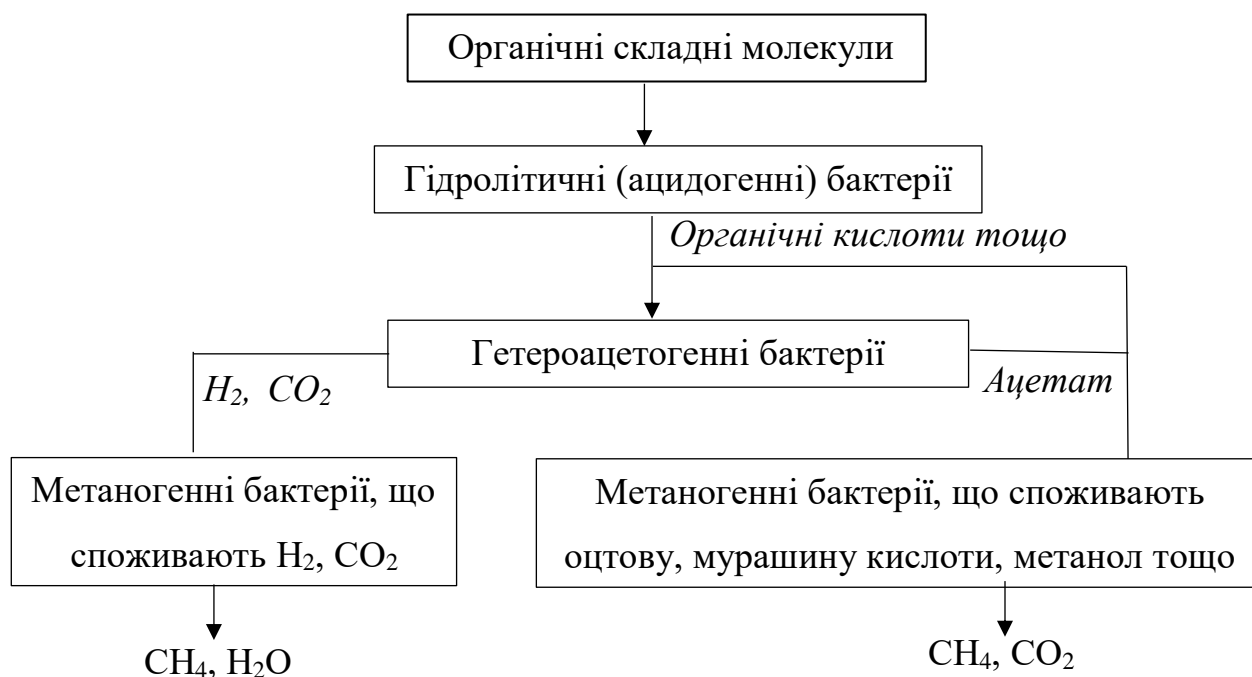 Органічні складні молекули
Гідролітичні (ацидогенні) бактерії
Органічні кислоти тощо
Гетероацетогенні бактерії
H₂, CO₂
Ацетат
Метаногенні бактерії, що
споживають H₂, CO₂
Метаногенні бактерії, що споживають
оцтову, мурашину кислоти, метанол тощо
CH₄, H₂O
CH₄, CO₂